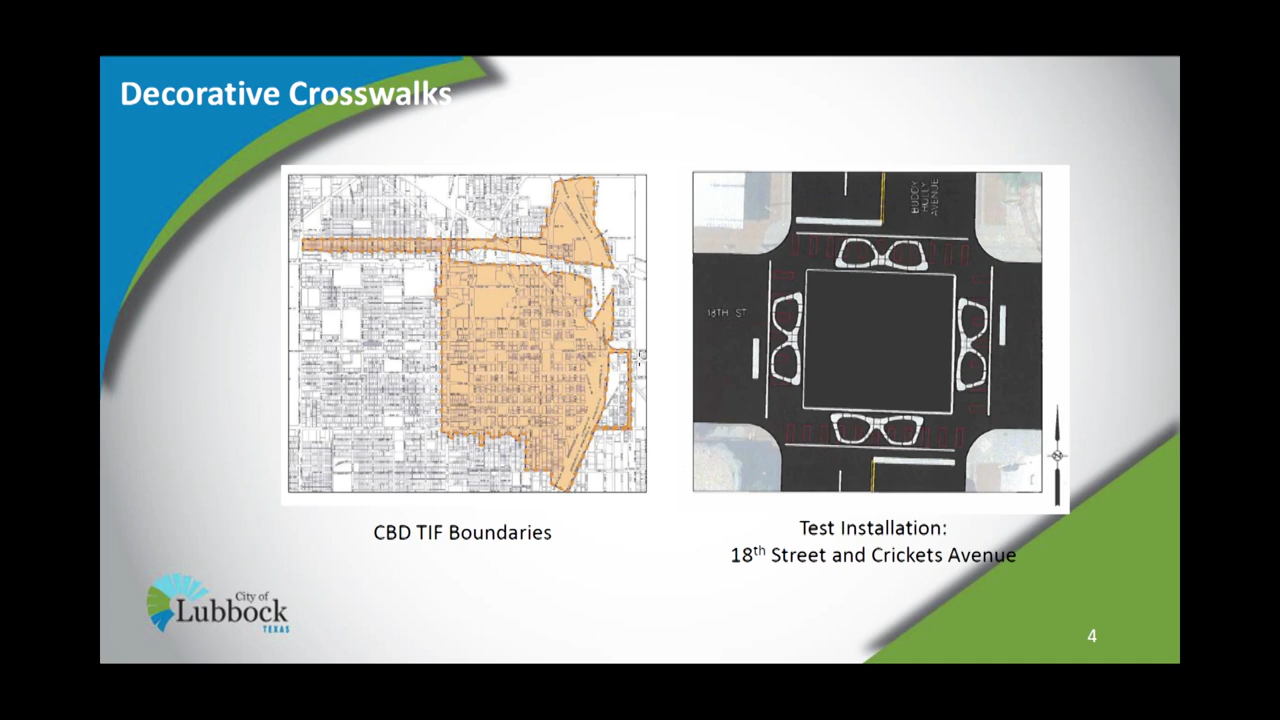 Decorative Crosswalks
BUDDY
HOLLY
AVENUE
18TH ST
CBD TIF Boundaries
Test Installation:
18th Street and Crickets Avenue
City of
Lubbock
TEXAS
4